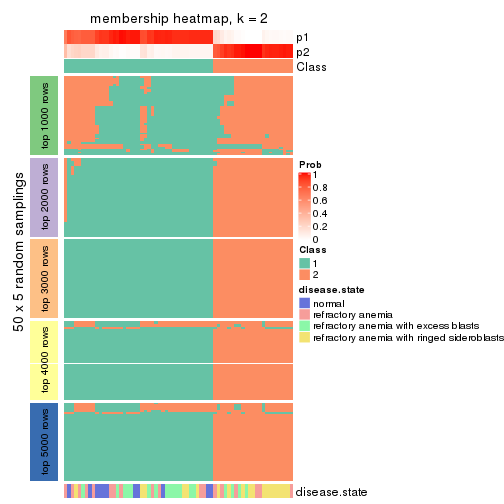 membership heatmap, k = 2
p1
p2
Class
50 x 5 random samplings
top 1000 rows
top 2000 rows
top 3000 rows
top 4000 rows
top 5000 rows
Prob
1
0.8
0.6
0.4
0.2
0
Class
1
2
disease.state
normal
refractory anemia
refractory anemia with excess blasts
refractory anemia with ringed sideroblasts
disease.state